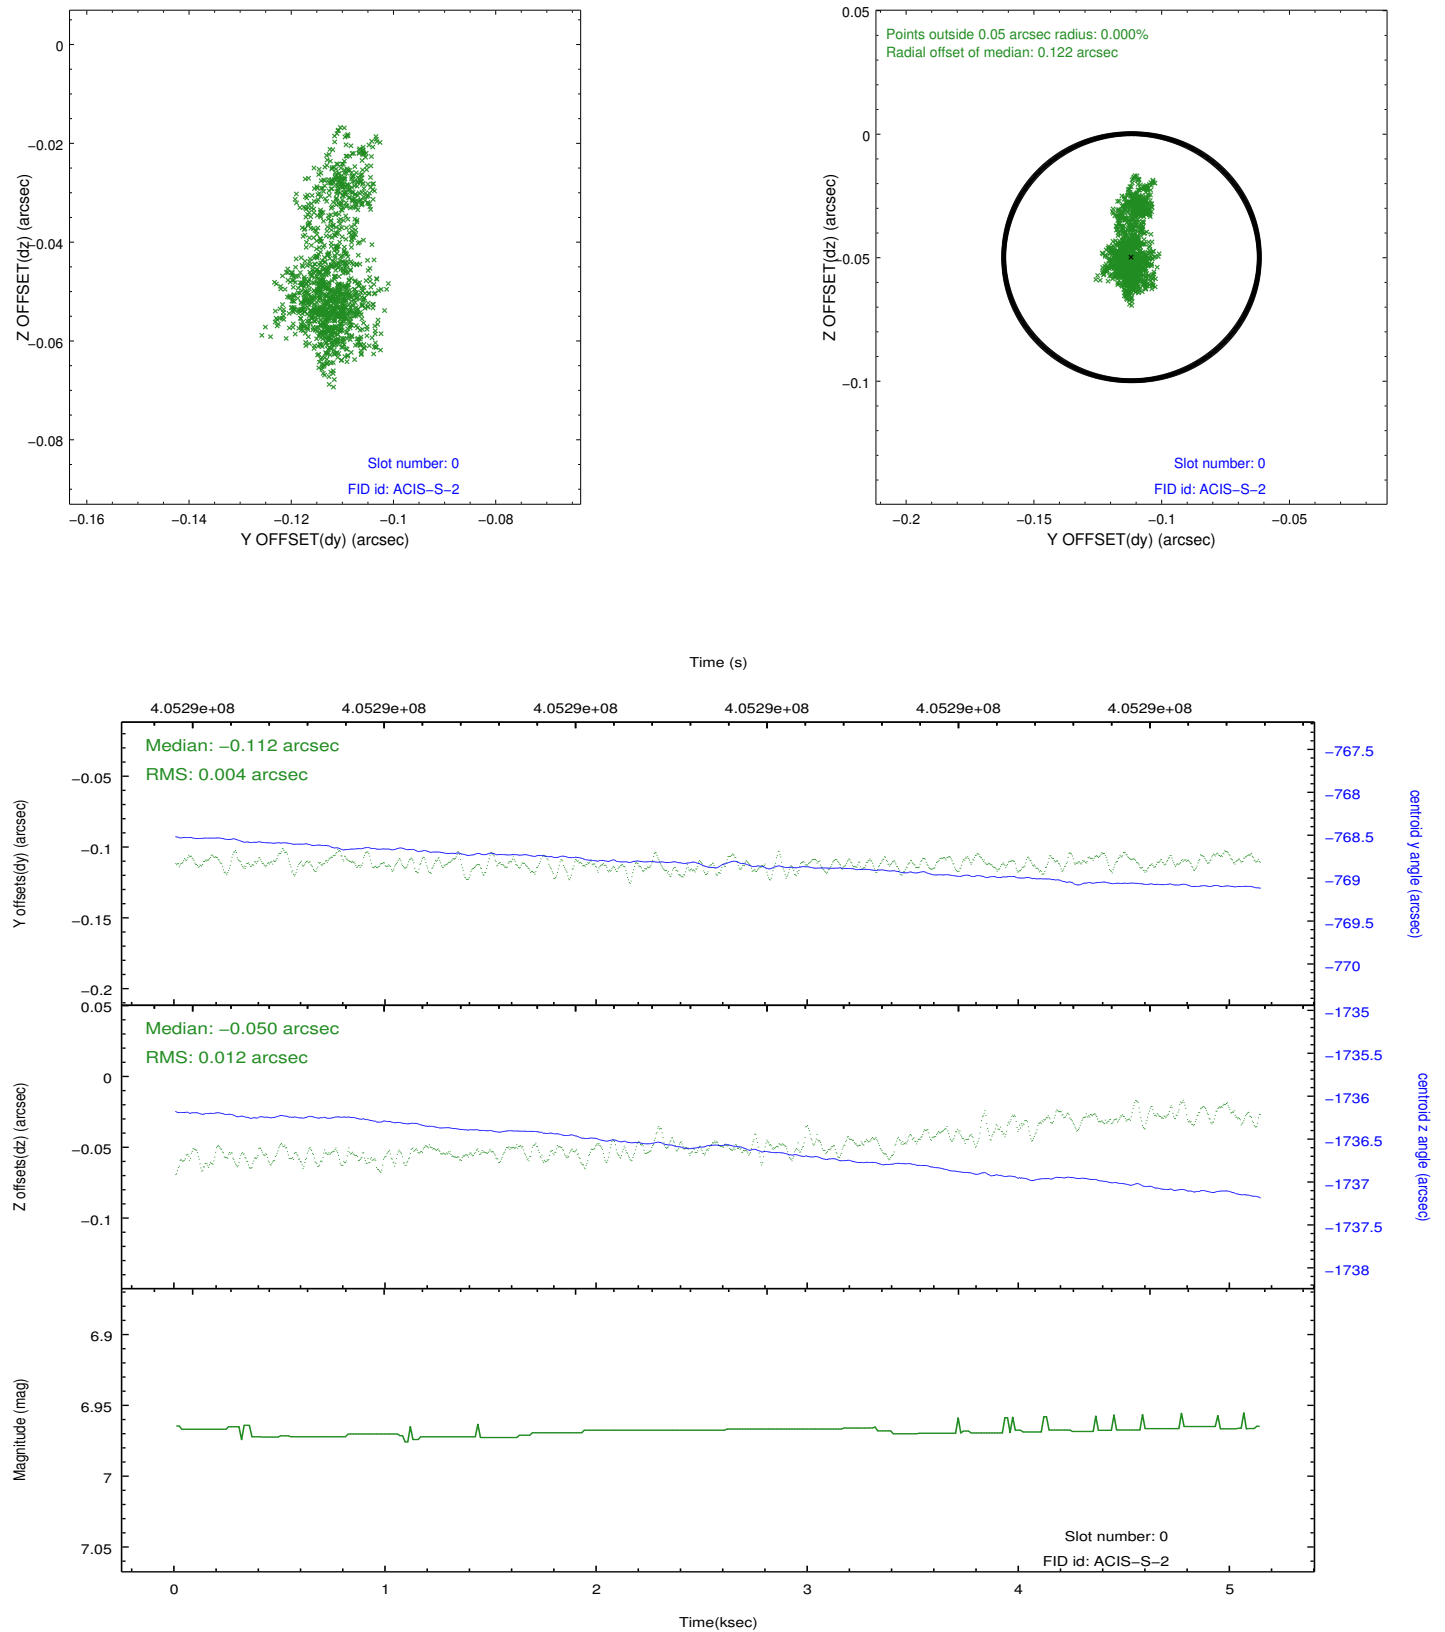 0
−0.02
−0.04
−0.06
−0.08
Z OFFSET(dz) (arcsec)
Slot number: 0
FID id: ACIS−S−2
−0.16
−0.14
−0.12
−0.1
−0.08
Y OFFSET(dy) (arcsec)
0.05
0
−0.05
−0.1
Z OFFSET(dz) (arcsec)
Points outside 0.05 arcsec radius: 0.000%
Radial offset of median: 0.122 arcsec
Slot number: 0
FID id: ACIS−S−2
−0.2
−0.15
−0.1
−0.05
Y OFFSET(dy) (arcsec)
Time (s)
4.0529e+08
4.0529e+08
4.0529e+08
4.0529e+08
4.0529e+08
4.0529e+08
Median: −0.112 arcsec
RMS: 0.004 arcsec
−0.05
−0.1
−0.15
−0.2
Y offsets(dy) (arcsec)
−767.5
−768
−768.5
−769
−769.5
−770
centroid y angle (arcsec)
Median: −0.050 arcsec
RMS: 0.012 arcsec
0.05
0
−0.05
−0.1
Z offsets(dz) (arcsec)
−1735
−1735.5
−1736
−1736.5
−1737
−1737.5
−1738
centroid z angle (arcsec)
6.9
6.95
7
7.05
Magnitude (mag)
Slot number: 0
FID id: ACIS−S−2
0
1
2
3
4
5
Time(ksec)